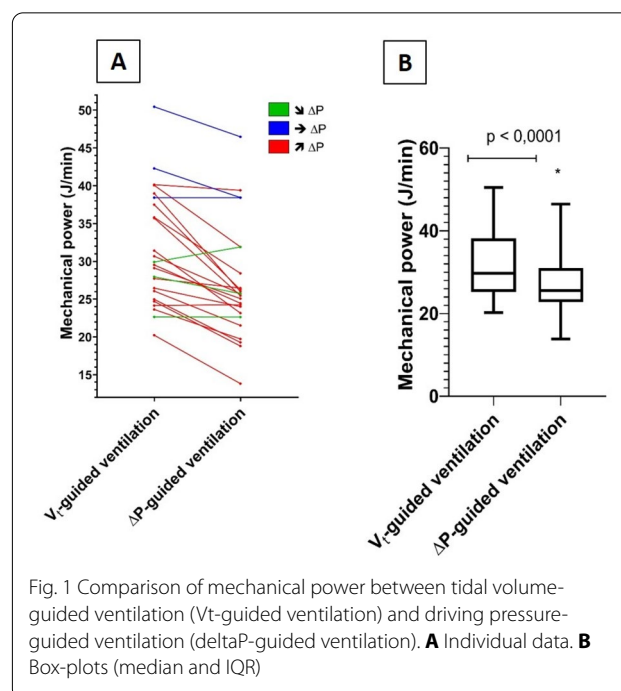 A
↘ ΔP
→ ΔP
↗ ΔP
Mechanical power (J/min)
50
45
40
35
30
25
20
15
Vt-guided ventilation
ΔP-guided ventilation
B
p < 0,0001
*
Mechanical power (J/min)
60
40
20
0
Vt-guided ventilation
ΔP-guided ventilation
Fig. 1 Comparison of mechanical power between tidal volume-
guided ventilation (Vt-guided ventilation) and driving pressure-
guided ventilation (deltaP-guided ventilation). A Individual data. B
Box-plots (median and IQR)